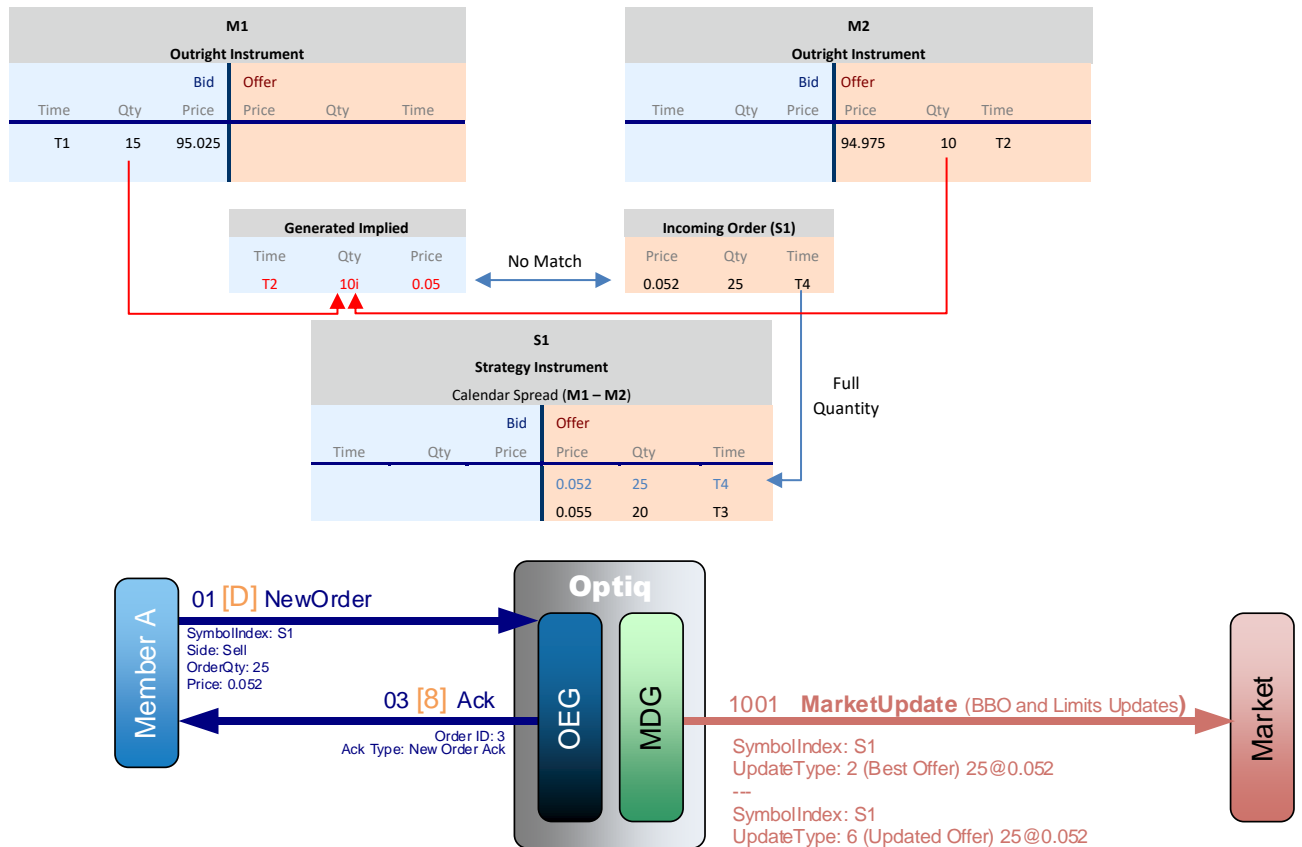 M1
Outright Instrument
Bid Offer
Time Qty Price Price Qty Time
T1 15 95.025
M2
Outright Instrument
Bid Offer
Time Qty Price Price Qty Time
94.975 10 T2
Generated Implied
Time Qty Price
T2 10i 0.05
No Match
Incoming Order (S1)
Price Qty Time
0.052 25 T4
S1
Strategy Instrument
Calendar Spread (M1 – M2)
Bid Offer
Time Qty Price Price Qty Time
0.052 25 T4
0.055 20 T3
Full
Quantity
Member A
01 [D] NewOrder
SymbolIndex: S1
Side: Sell
OrderQty: 25
Price: 0.052
03 [8] Ack
Order ID: 3
Ack Type: New Order Ack
Optiq
OEG
MDG
1001 MarketUpdate (BBO and Limits Updates)
SymbolIndex: S1
UpdateType: 2 (Best Offer) 25@0.052
---
SymbolIndex: S1
UpdateType: 6 (Updated Offer) 25@0.052
Market